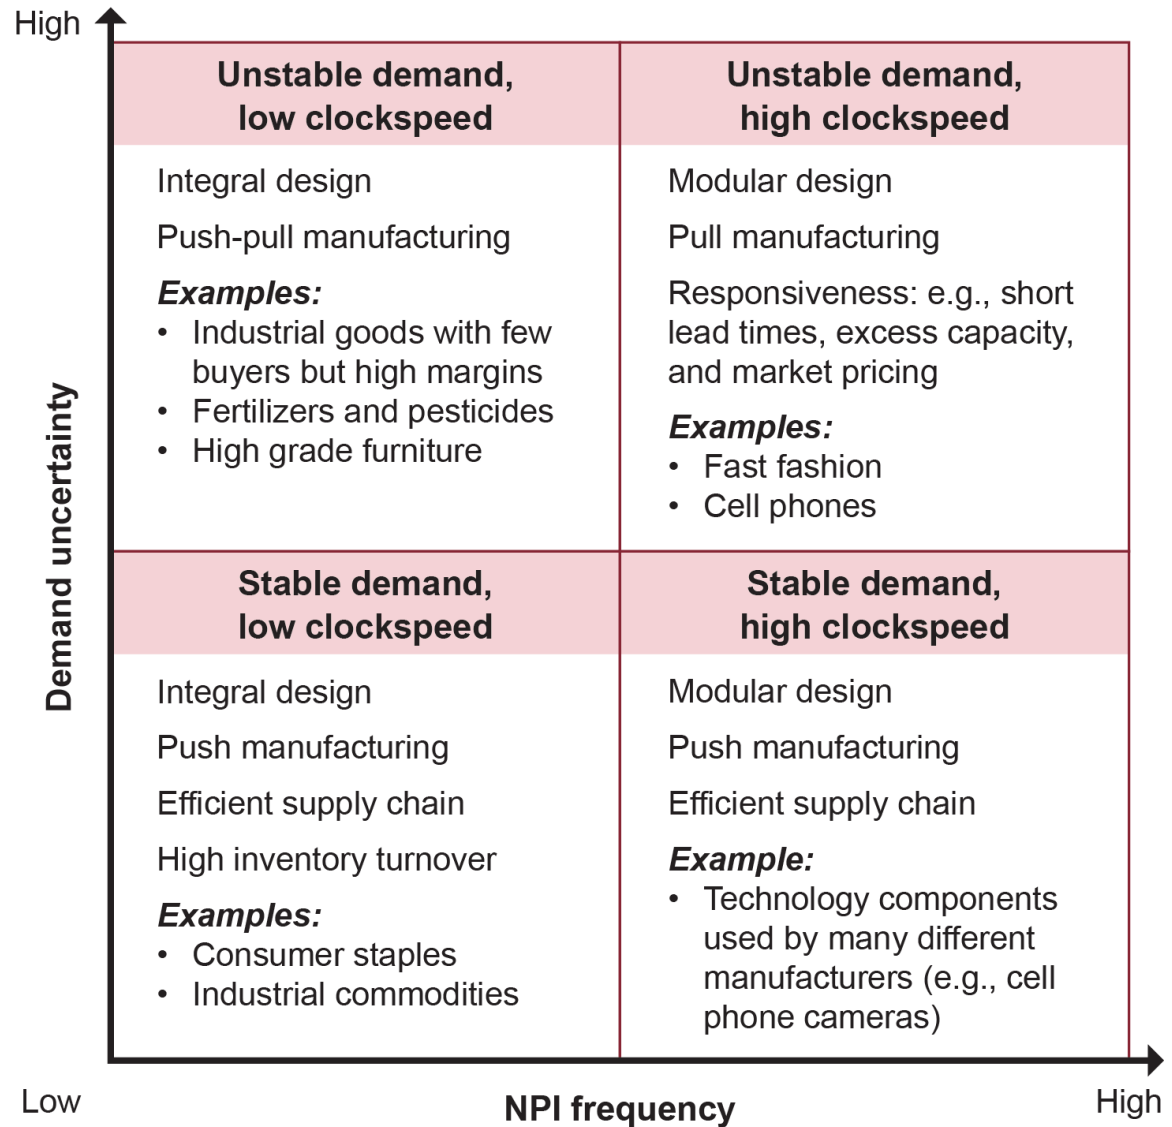 High
Unstable demand,
low clockspeed
Integral design
Push-pull manufacturing
Examples:
• Industrial goods with few
buyers but high margins
• Fertilizers and pesticides
• High grade furniture
Unstable demand,
high clockspeed
Modular design
Pull manufacturing
Responsiveness: e.g., short
lead times, excess capacity,
and market pricing
Examples:
• Fast fashion
• Cell phones
Demand uncertainty
Stable demand,
low clockspeed
Integral design
Push manufacturing
Efficient supply chain
High inventory turnover
Examples:
• Consumer staples
• Industrial commodities
Stable demand,
high clockspeed
Modular design
Push manufacturing
Efficient supply chain
Example:
• Technology components
used by many different
manufacturers (e.g., cell
phone cameras)
Low
NPI frequency
High